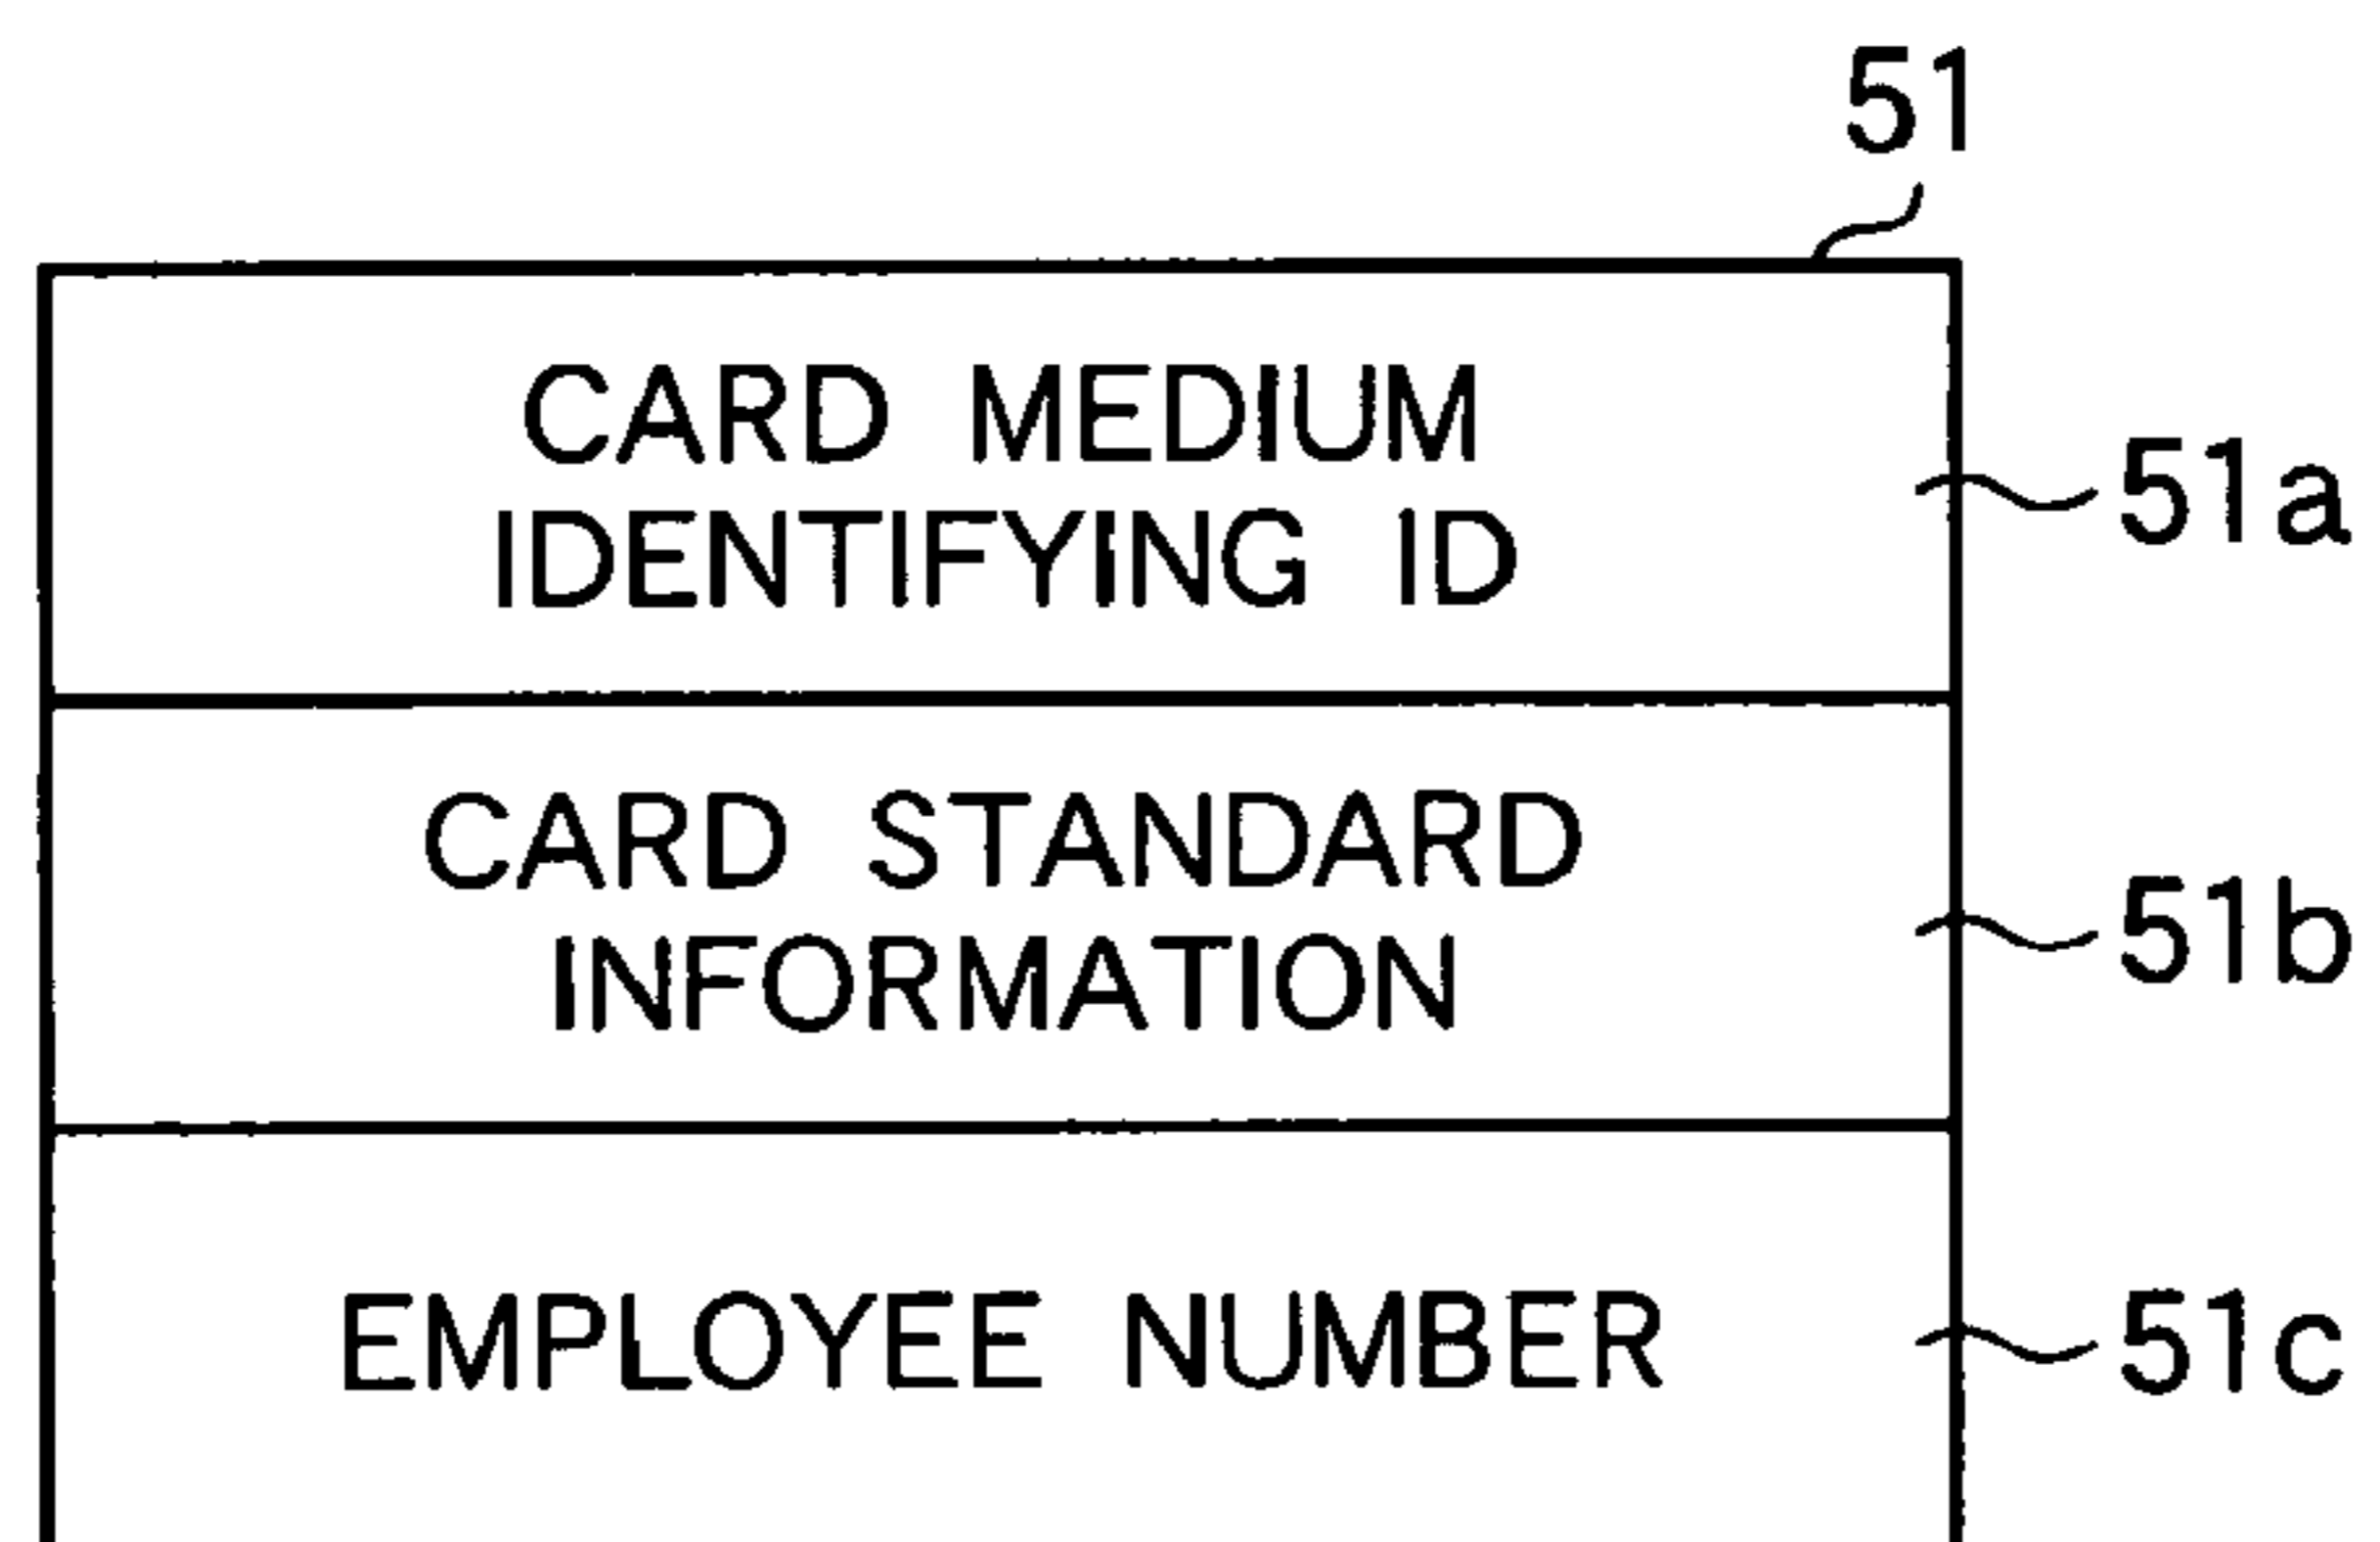 51
CARD MEDIUM
IDENTIFYING ID
51a
CARD STANDARD
INFORMATION
51b
EMPLOYEE NUMBER
51c